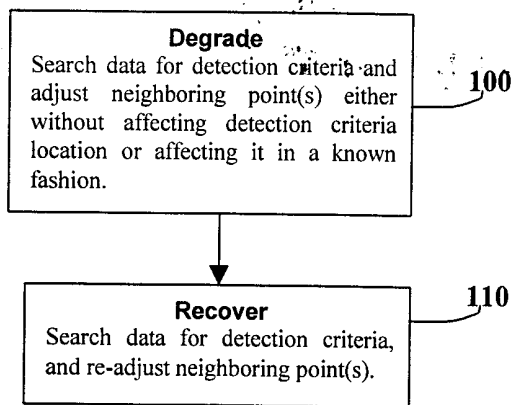 Degrade
Search data for detection criteria and
adjust neighboring point(s) either
without affecting detection criteria
location or affecting it in a known
fashion.
100
Recover
Search data for detection criteria,
and re-adjust neighboring point(s).
110